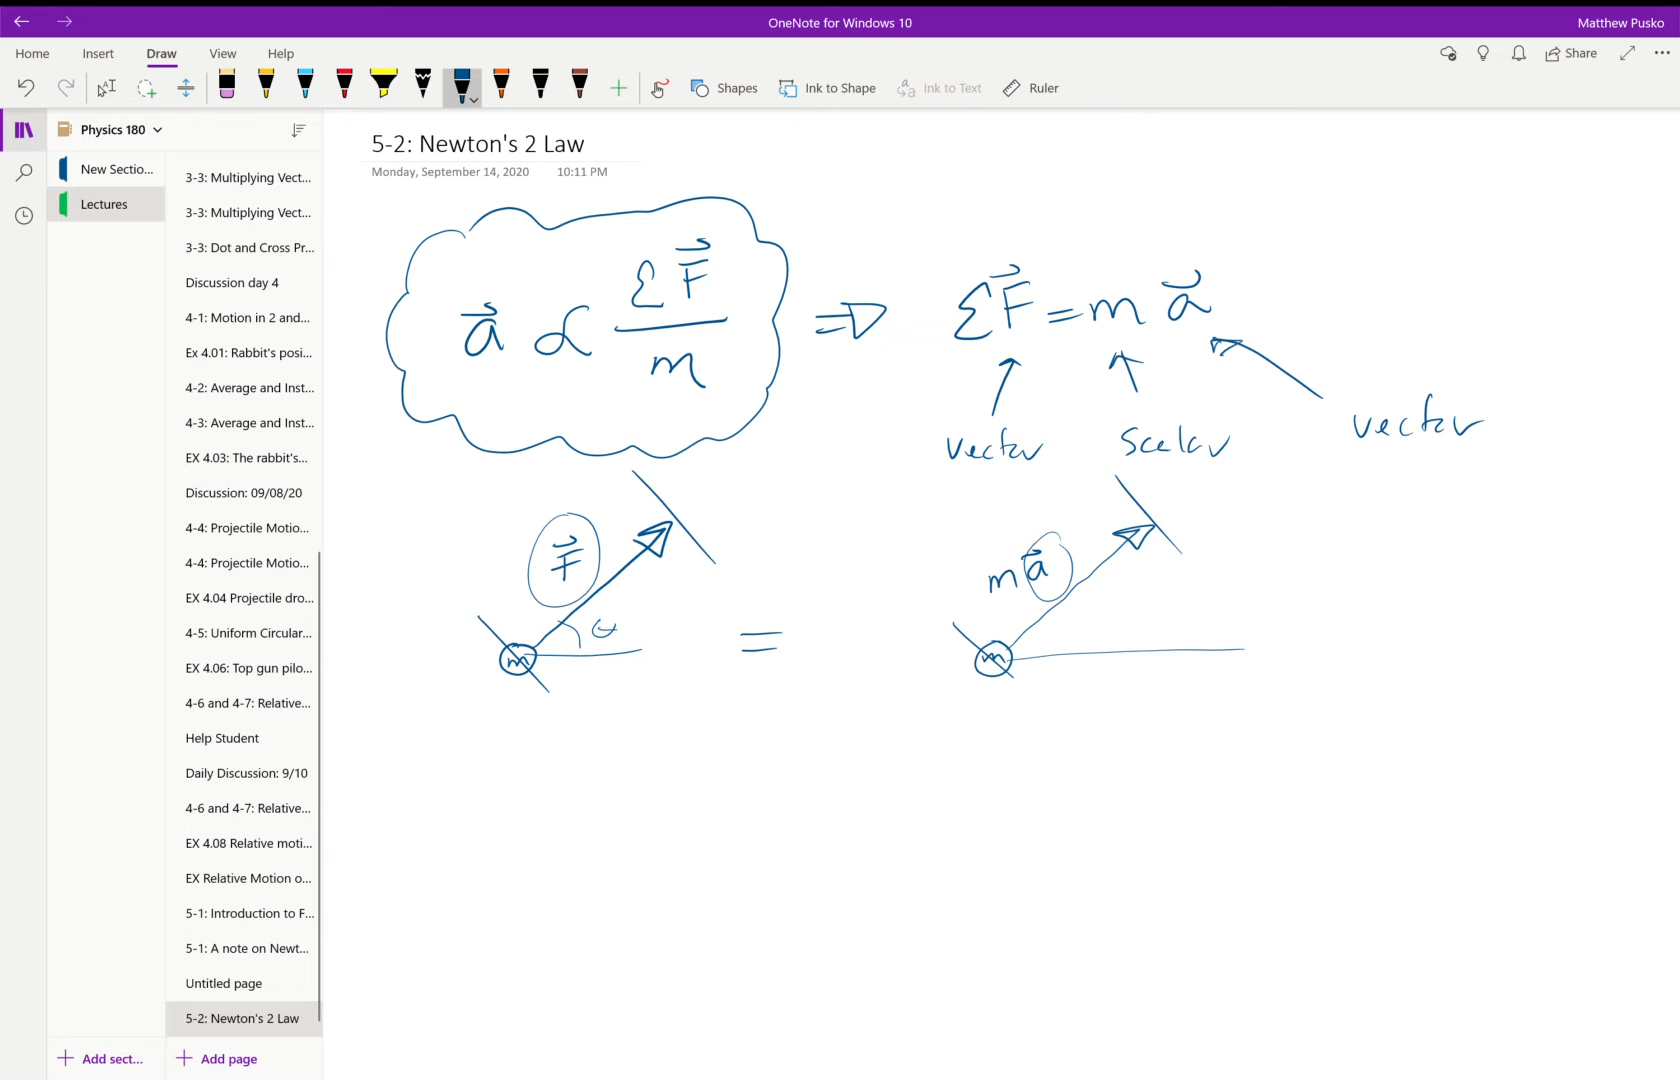 OneNote for Windows 10
Matthew Pusko
Home Insert Draw View Help
Share
Shapes Ink to Shape Ink to Text Ruler
Physics 180
New Sectio...
Lectures
3-3: Multiplying Vect...
3-3: Multiplying Vect...
3-3: Dot and Cross Pr...
Discussion day 4
4-1: Motion in 2 and...
Ex 4.01: Rabbit's posi...
4-2: Average and Inst...
4-3: Average and Inst...
EX 4.03: The rabbit's...
Discussion: 09/08/20
4-4: Projectile Motio...
4-4: Projectile Motio...
EX 4.04 Projectile dro...
4-5: Uniform Circular...
EX 4.06: Top gun pilo...
4-6 and 4-7: Relative...
Help Student
Daily Discussion: 9/10
4-6 and 4-7: Relative...
EX 4.08 Relative moti...
EX Relative Motion o...
5-1: Introduction to F...
5-1: A note on Newt...
Untitled page
5-2: Newton's 2 Law
Add sect...
Add page
5-2: Newton's 2 Law
Monday, September 14, 2020 10:11 PM
a⃗ ∝ ΣF⃗ / m ⇒ ΣF⃗ = m a⃗
vector scalar vector
F⃗ m a⃗
θ =
m m